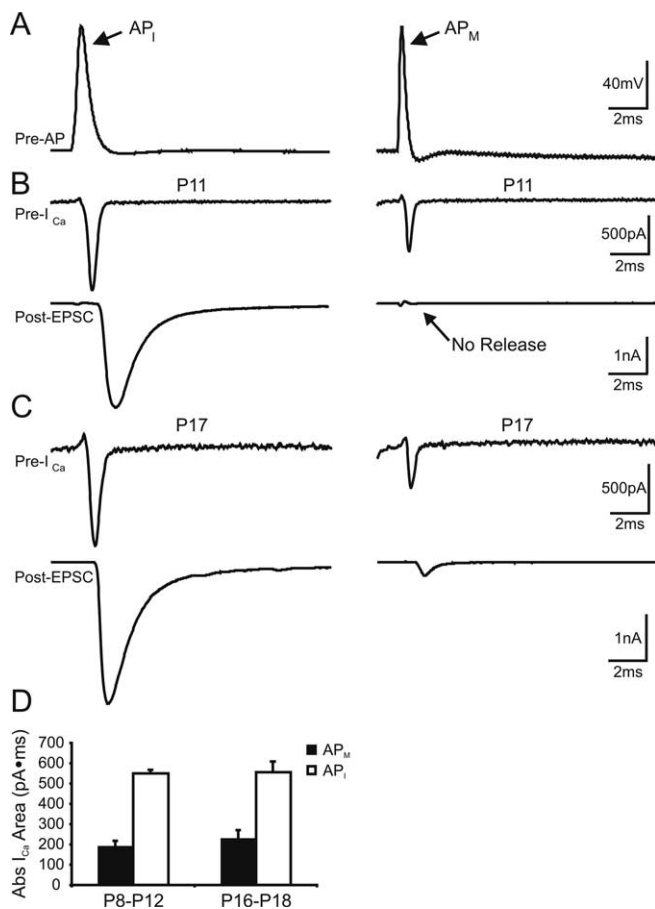 A
AP_I
AP_M
Pre-AP
40mV
2ms
B
P11
P11
Pre-I_Ca
500pA
2ms
Post-EPSC
No Release
1nA
2ms
C
P17
P17
Pre-I_Ca
500pA
2ms
Post-EPSC
1nA
2ms
D
Abs I_Ca Area (pA•ms)
700
600
500
400
300
200
100
0
AP_M
AP_I
P8-P12
P16-P18